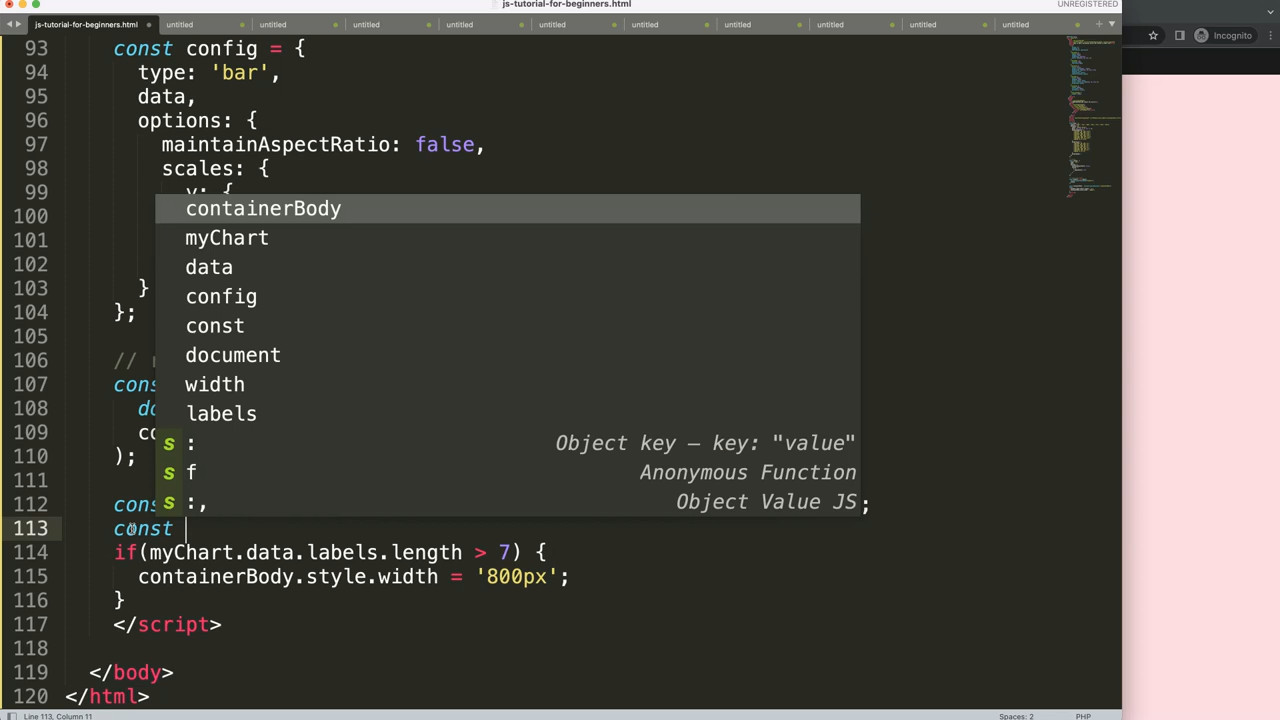 js-tutorial-for-beginners.html
UNREGISTERED
js-tutorial-for-beginners.html untitled untitled untitled untitled untitled untitled untitled untitled untitled untitled
Incognito
93 const config = {
94 type: 'bar',
95 data,
96 options: {
97 maintainAspectRatio: false,
98 scales: {
99 y: {
100
101
102
103 }
104 };
105
106 //
107
108
109
110 );
111
112 ;
113 const
114 if(myChart.data.labels.length > 7) {
115 containerBody.style.width = '800px';
116 }
117 </script>
118
119 </body>
120 </html>
containerBody
myChart
data
config
const
document
width
labels
s : Object key – key: "value"
s f Anonymous Function
s :, Object Value JS
Line 113, Column 11
Spaces: 2
PHP